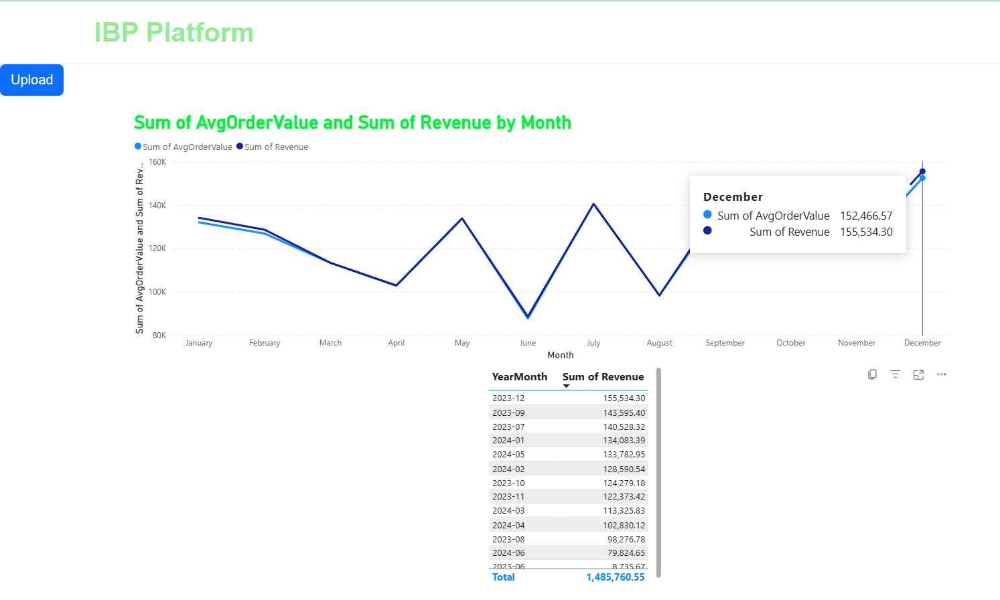 IBP Platform
Upload
Sum of AvgOrderValue and Sum of Revenue by Month
Sum of AvgOrderValue Sum of Revenue
Sum of AvgOrderValue and Sum of Rev...
160K
140K
120K
100K
80K
December
Sum of AvgOrderValue 152,466.57
Sum of Revenue 155,534.30
January February March April May June July August September October November December
Month
YearMonth Sum of Revenue
2023-12 155,534.30
2023-09 143,595.40
2023-07 140,528.32
2024-01 134,083.39
2024-05 133,782.95
2024-02 128,590.54
2023-10 124,279.18
2023-11 122,373.42
2024-03 113,325.83
2024-04 102,830.12
2023-08 98,276.78
2024-06 79,824.65
2023-06 8,735.67
Total 1,485,760.55